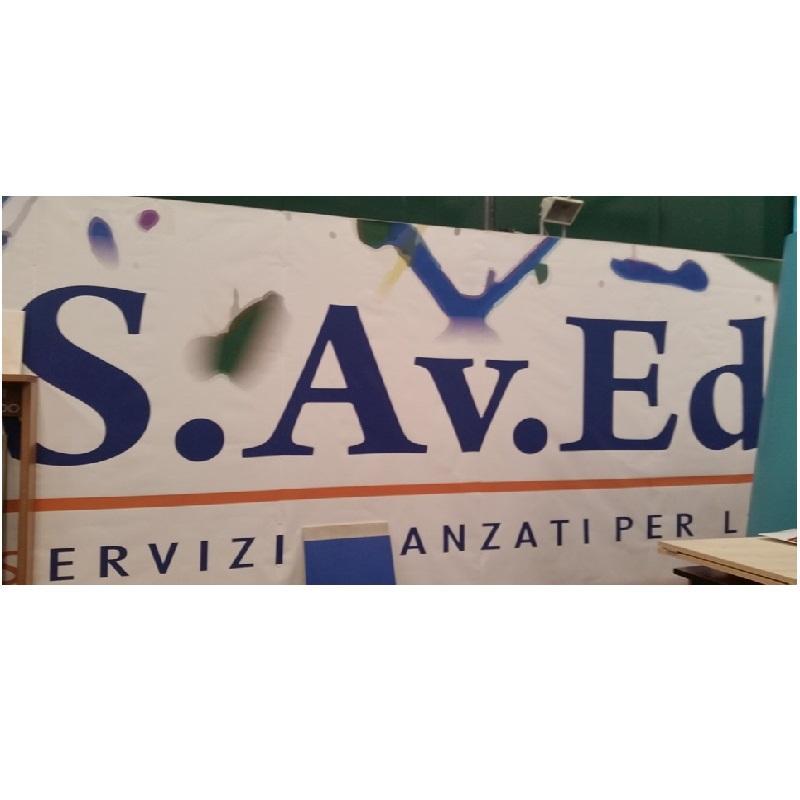 S.Av.Ed
SERVIZI ANZATI PER L